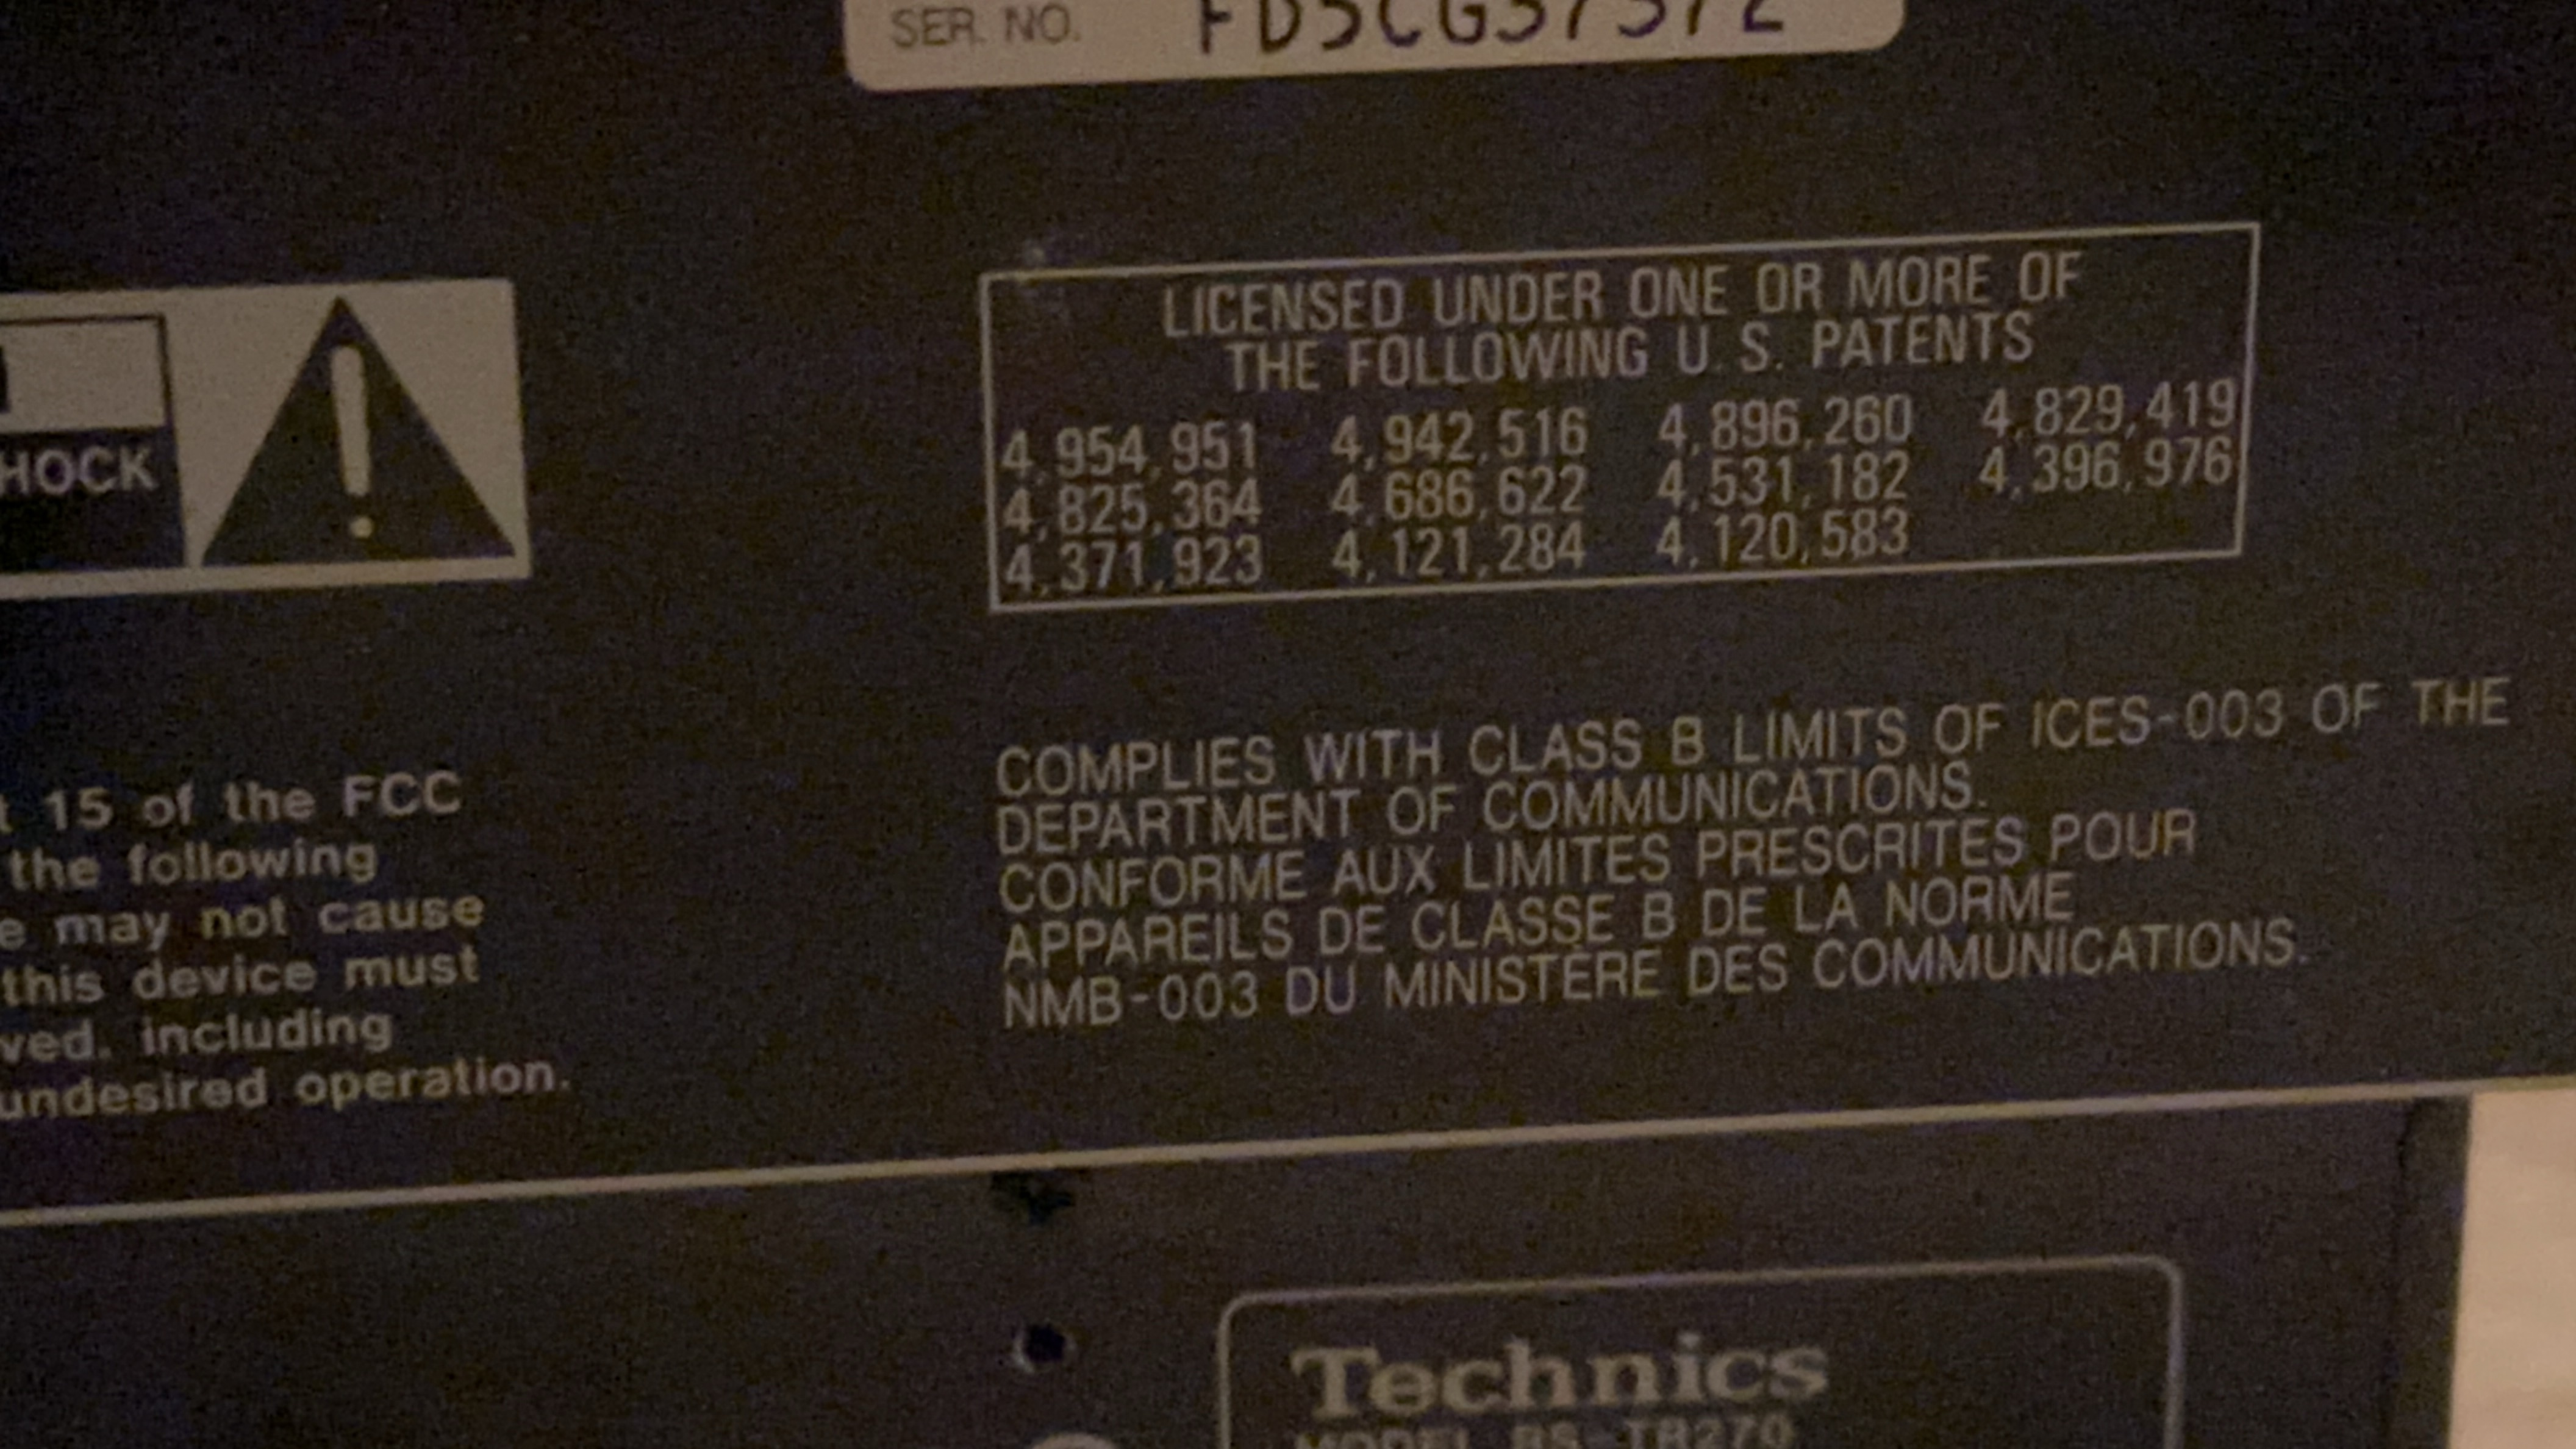 SER. NO.
HOCK
LICENSED UNDER ONE OR MORE OF
THE FOLLOWING U.S. PATENTS
4,954,951 4,942,516 4,896,260 4,829,419
4,825,364 4,686,622 4,531,182 4,396,976
4,371,923 4,121,284 4,120,583
t 15 of the FCC
the following
e may not cause
this device must
ved, including
undesired operation.
COMPLIES WITH CLASS B LIMITS OF ICES-003 OF THE
DEPARTMENT OF COMMUNICATIONS.
CONFORME AUX LIMITES PRESCRITES POUR
APPAREILS DE CLASSE B DE LA NORME
NMB-003 DU MINISTÈRE DES COMMUNICATIONS.
Technics
MODEL RS-TR270